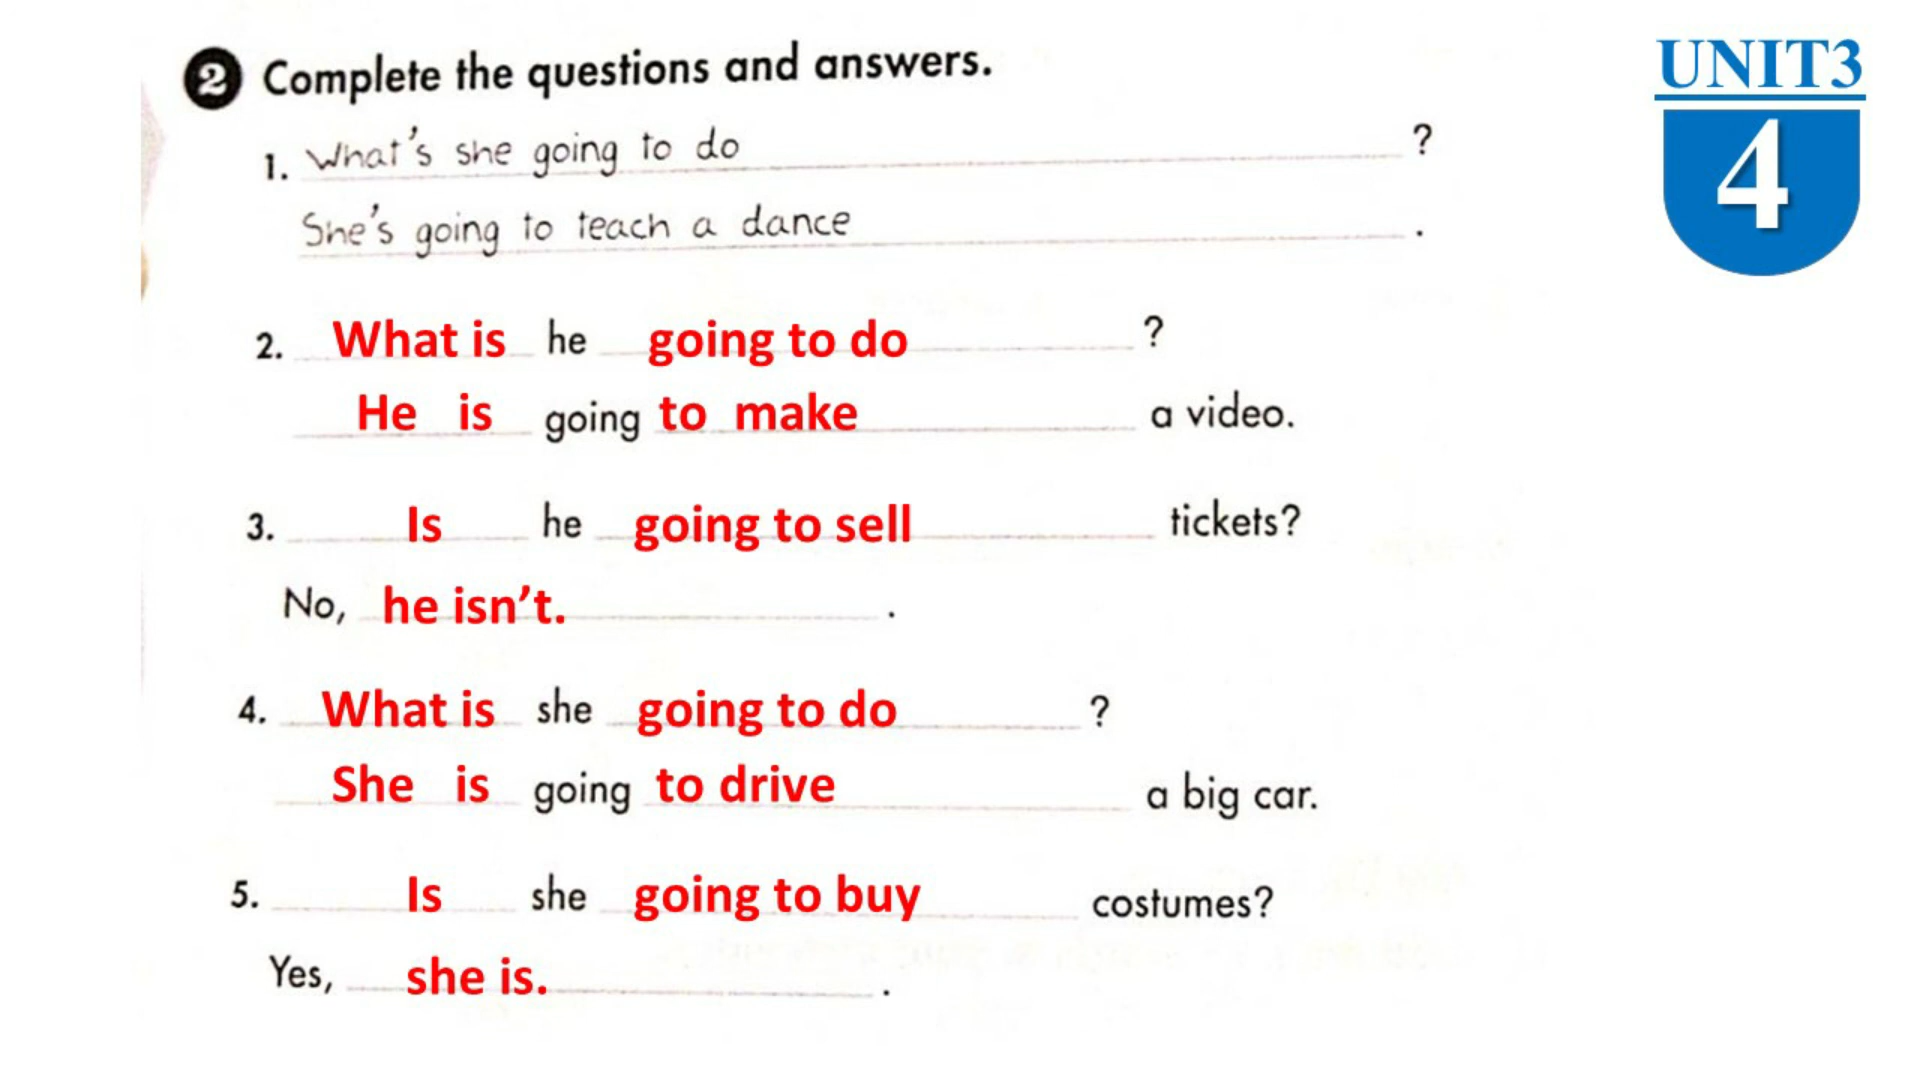 2 Complete the questions and answers.
UNIT3
4
1. What's she going to do ?
She's going to teach a dance .
2. What is he going to do ?
He is going to make a video.
3. Is he going to sell tickets?
No, he isn't. .
4. What is she going to do ?
She is going to drive a big car.
5. Is she going to buy costumes?
Yes, she is. .